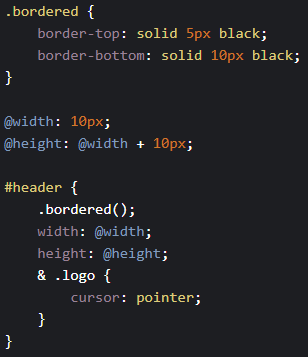 .bordered {
    border-top: solid 5px black;
    border-bottom: solid 10px black;
}

@width: 10px;
@height: @width + 10px;

#header {
    .bordered();
    width: @width;
    height: @height;
    & .logo {
        cursor: pointer;
    }
}